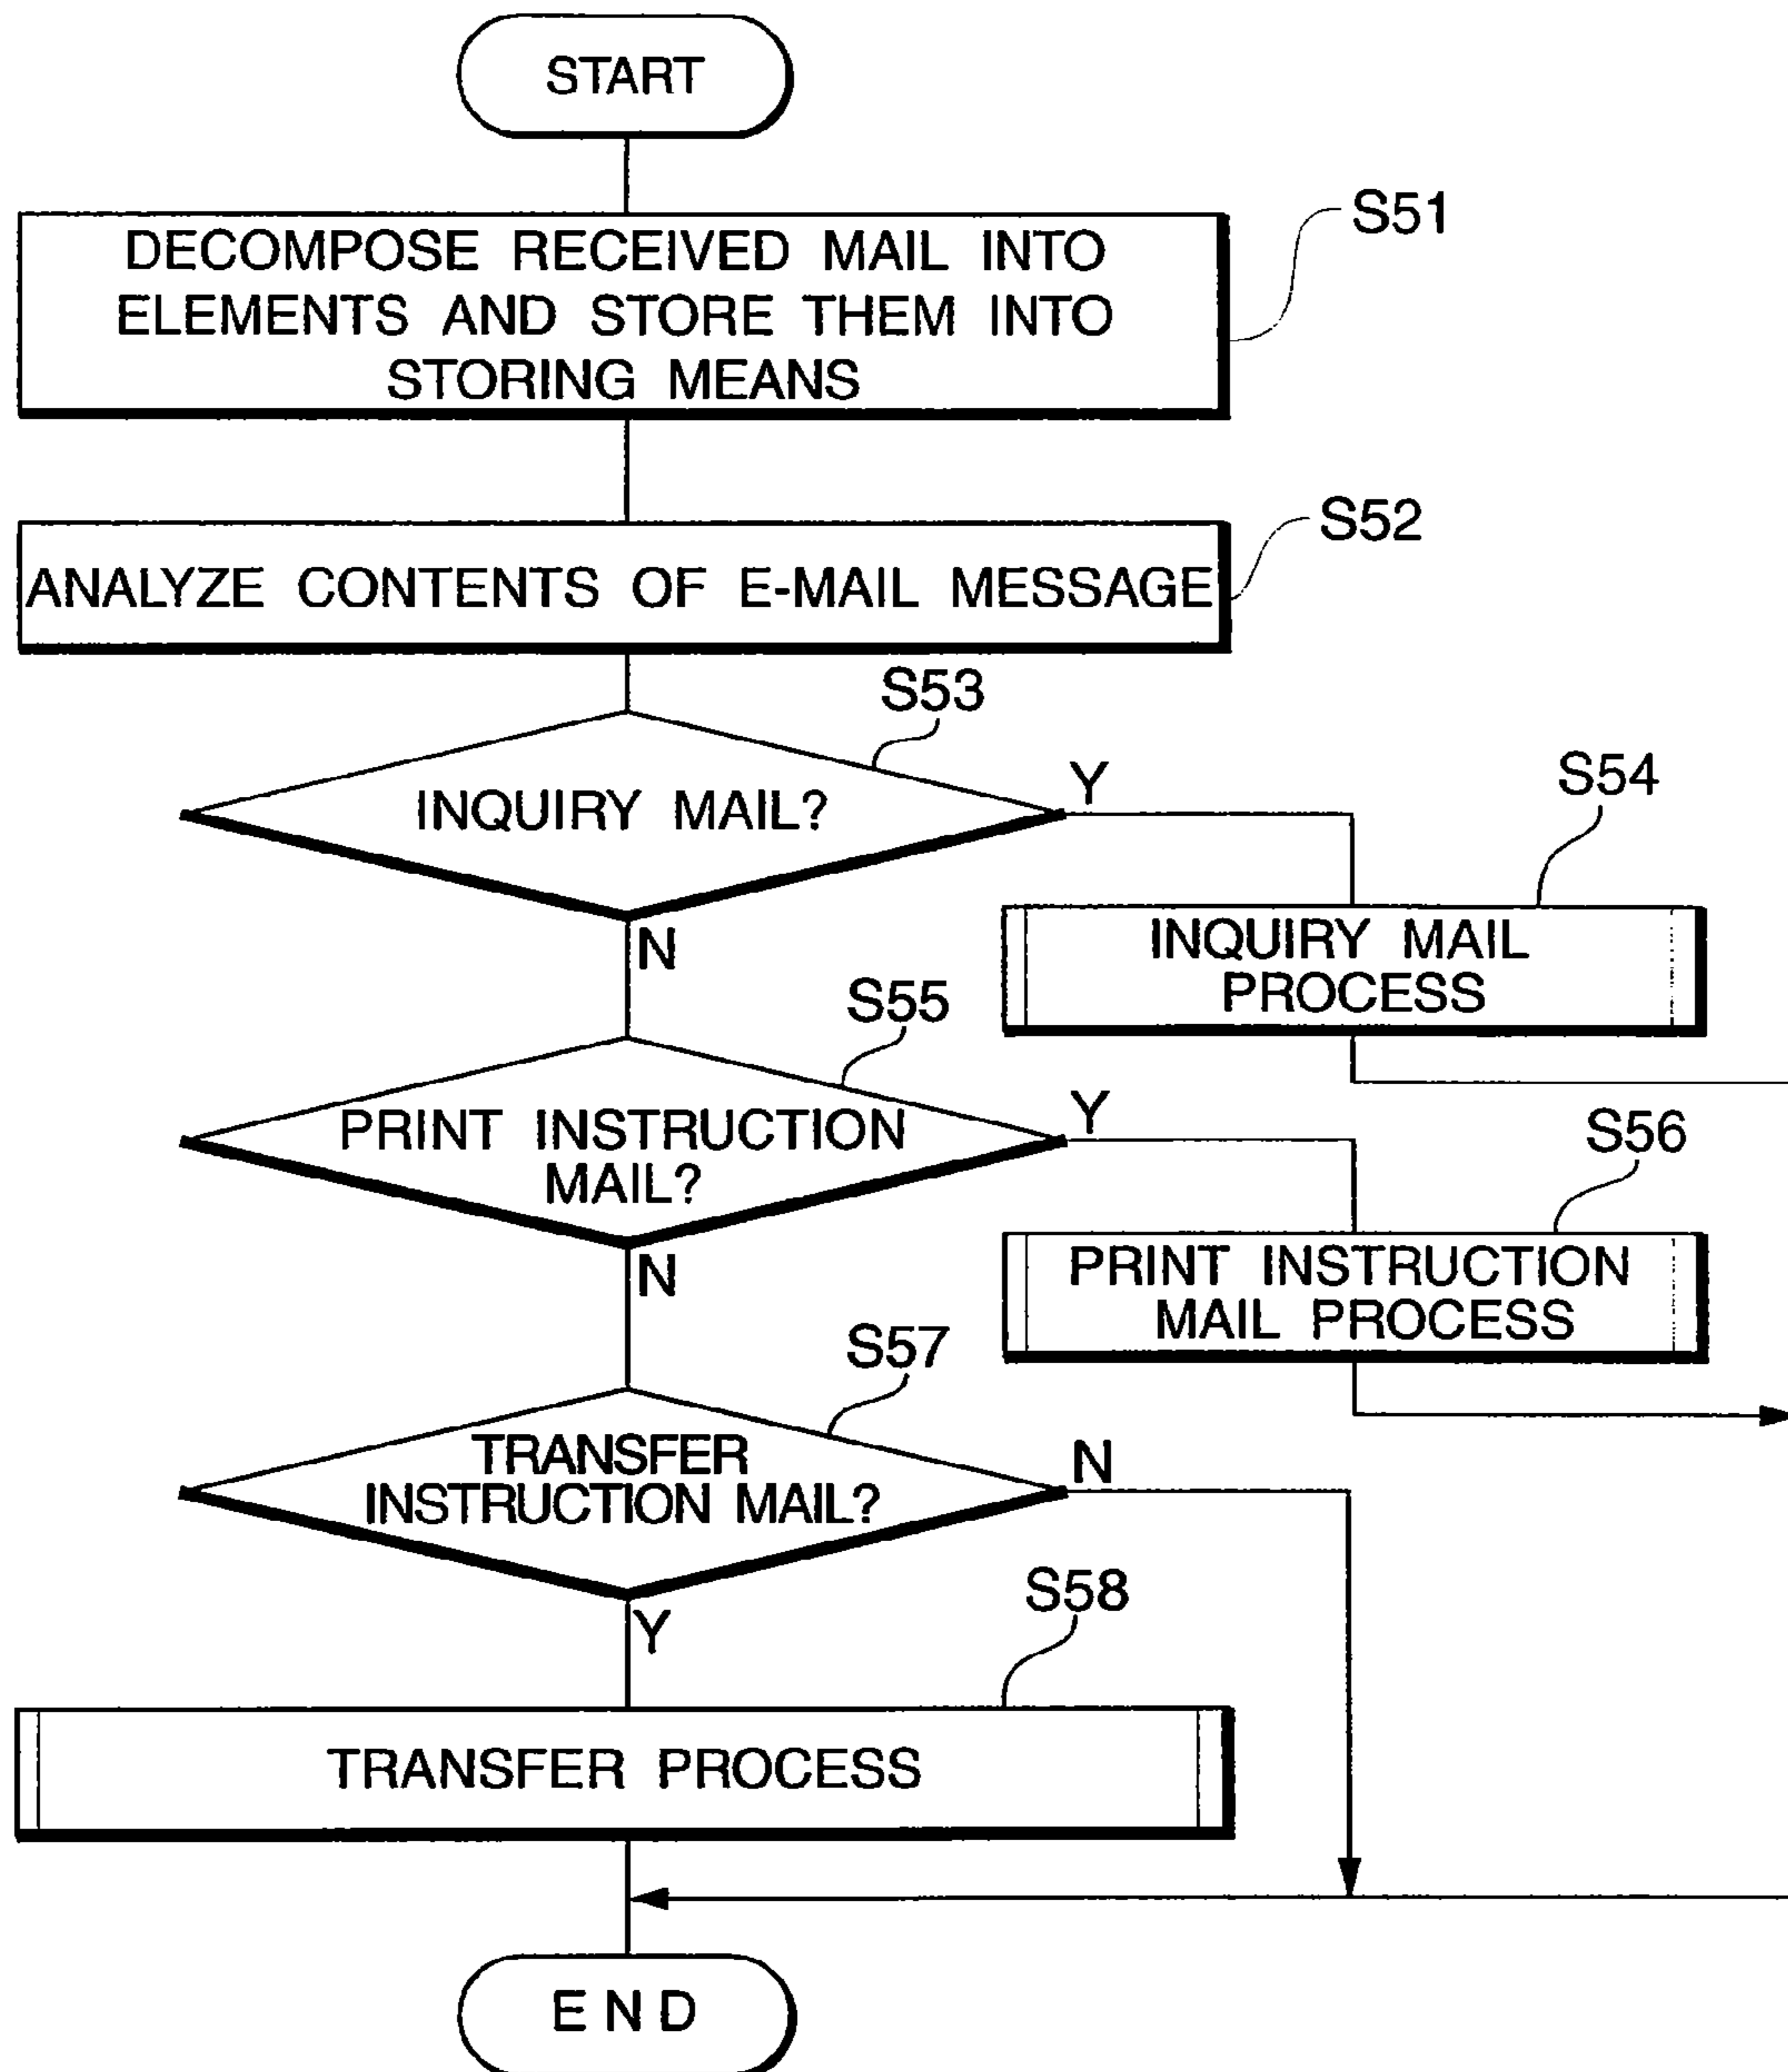 START
S51
DECOMPOSE RECEIVED MAIL INTO
ELEMENTS AND STORE THEM INTO
STORING MEANS
S52
ANALYZE CONTENTS OF E-MAIL MESSAGE
S53
INQUIRY MAIL?
Y
S54
N
INQUIRY MAIL
PROCESS
S55
PRINT INSTRUCTION
MAIL?
Y
S56
N
PRINT INSTRUCTION
MAIL PROCESS
S57
TRANSFER
INSTRUCTION MAIL?
N
S58
Y
TRANSFER PROCESS
END